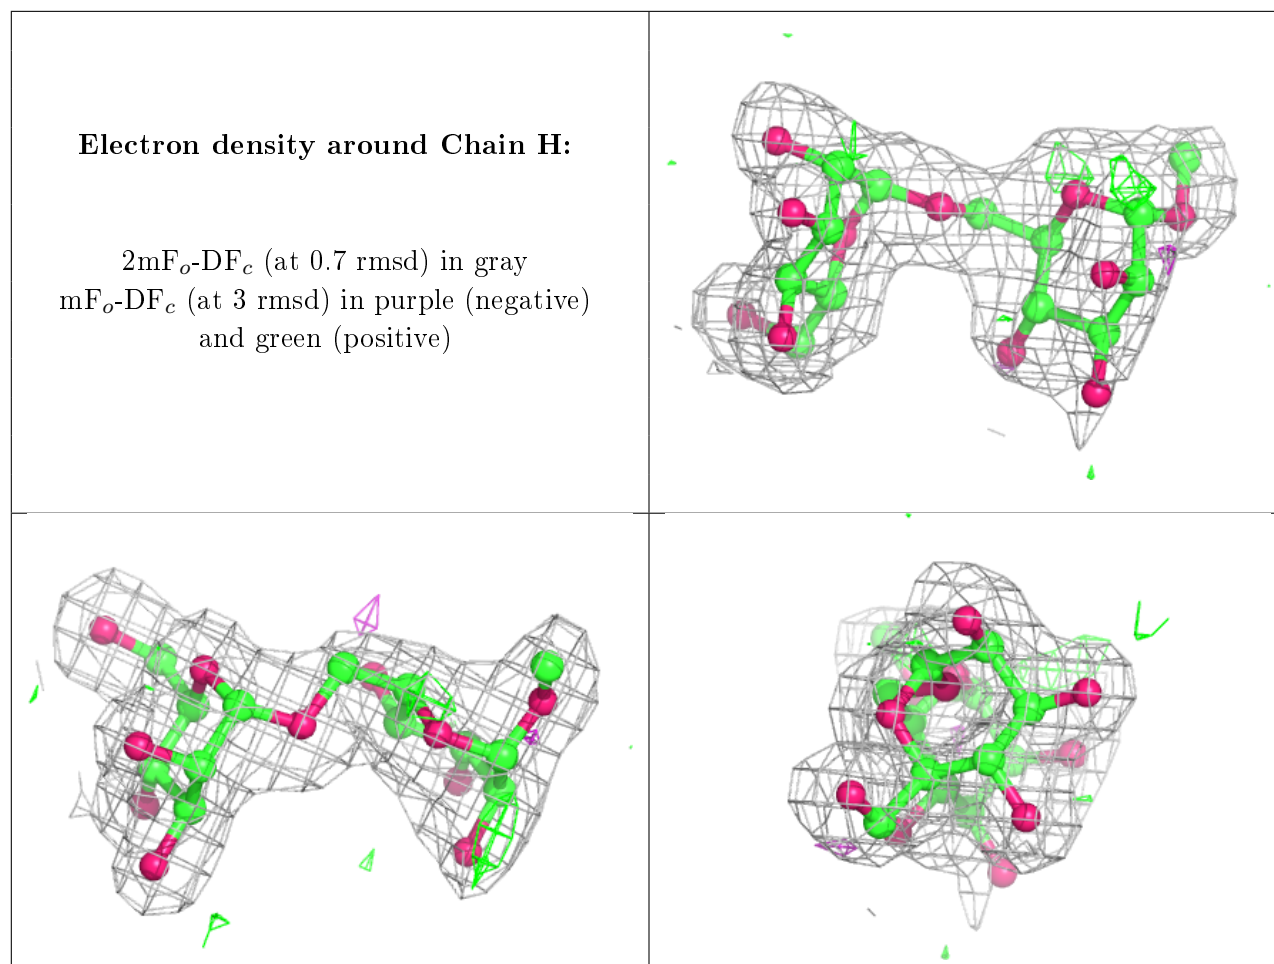 Electron density around Chain H:
2mFo-DFc (at 0.7 rmsd) in gray
mFo-DFc (at 3 rmsd) in purple (negative)
and green (positive)